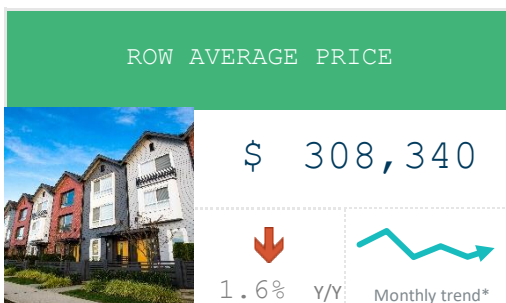 ROW AVERAGE PRICE
$ 308,340
1.6% Y/Y
Monthly trend*